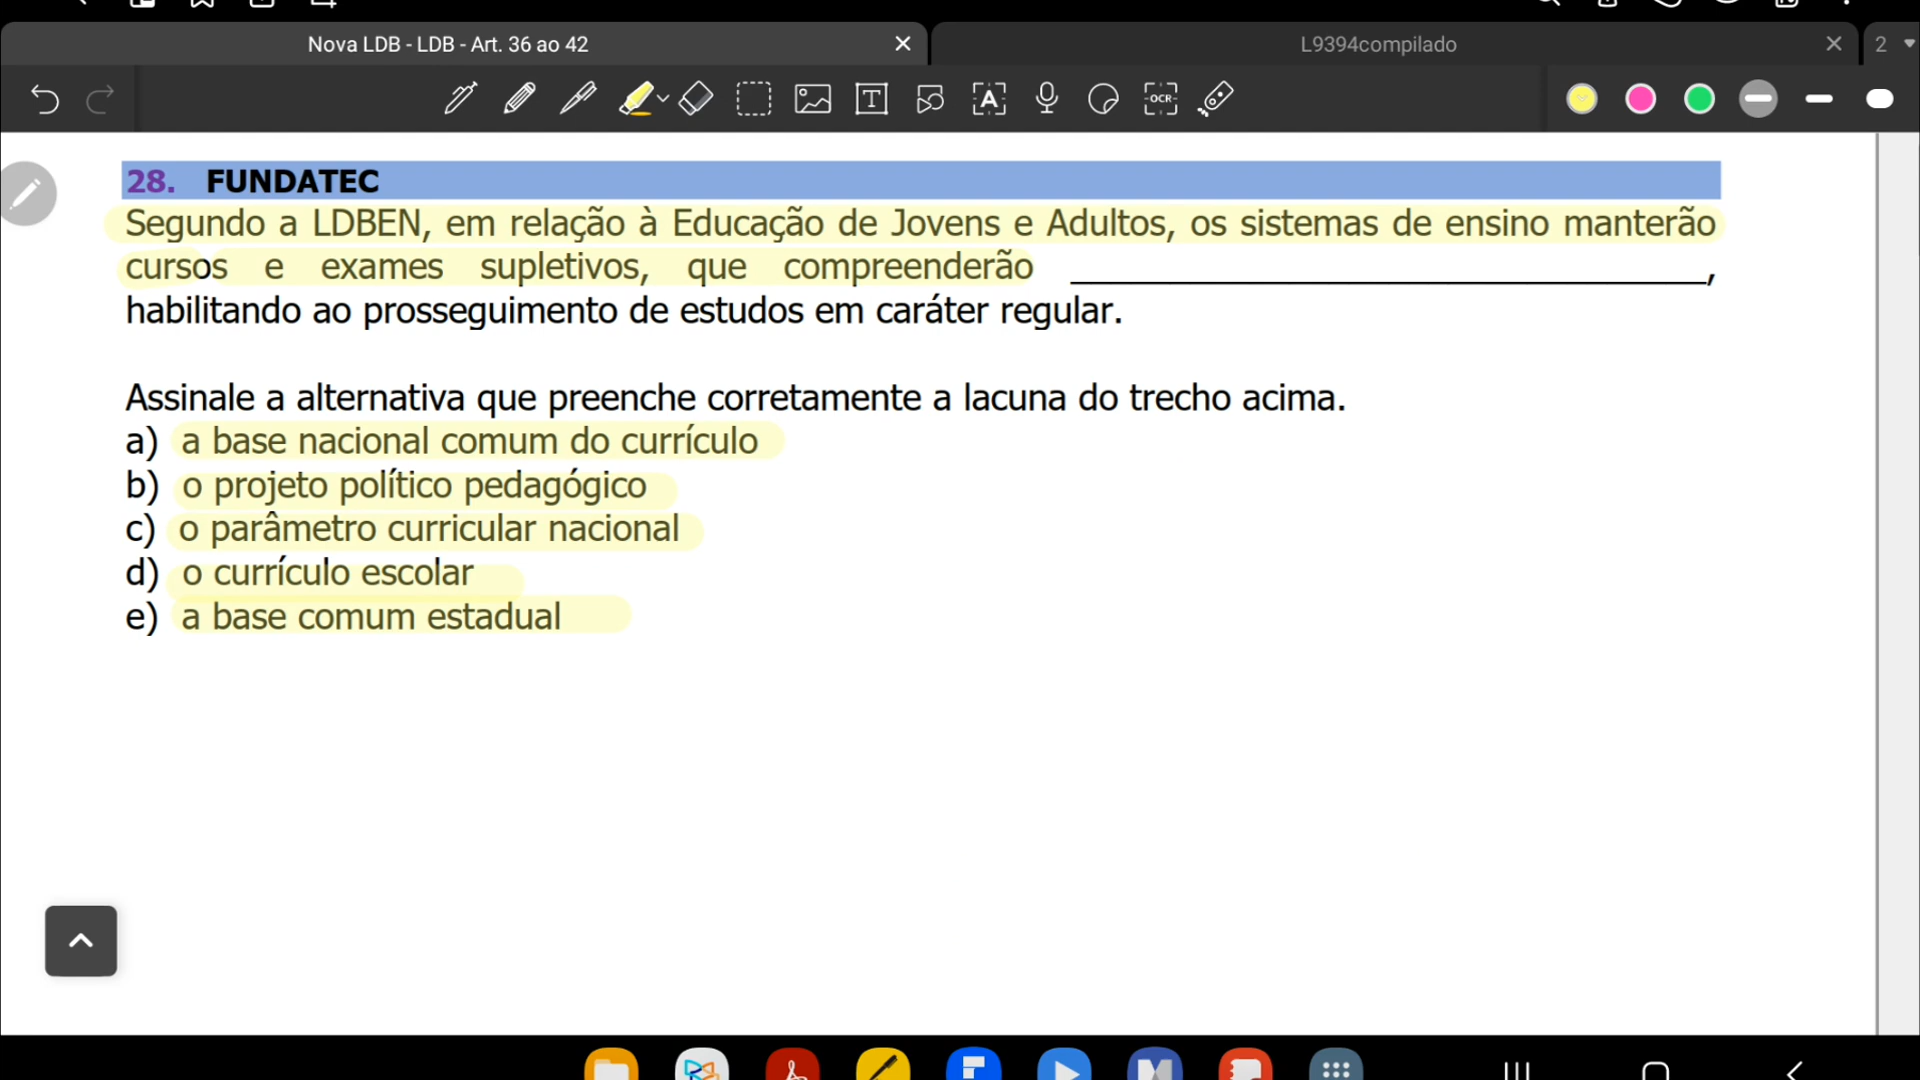 Nova LDB - LDB - Art. 36 ao 42
L9394compilado
2
T
A
OCR
28. FUNDATEC
Segundo a LDBEN, em relação à Educação de Jovens e Adultos, os sistemas de ensino manterão
cursos e exames supletivos, que compreenderão ________________________________,
habilitando ao prosseguimento de estudos em caráter regular.
Assinale a alternativa que preenche corretamente a lacuna do trecho acima.
a) a base nacional comum do currículo
b) o projeto político pedagógico
c) o parâmetro curricular nacional
d) o currículo escolar
e) a base comum estadual